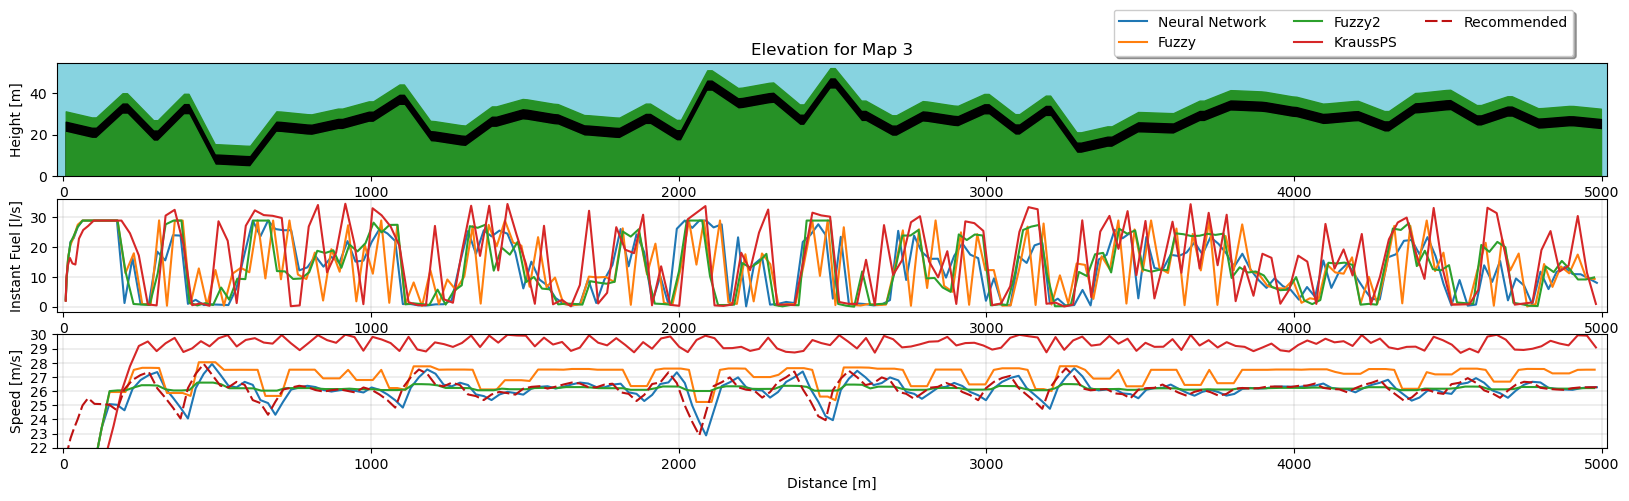 Neural Network Fuzzy2 Recommended
Fuzzy KraussPS
Elevation for Map 3
Height [m]
40
20
0
0 1000 2000 3000 4000 5000
Instant Fuel [l/s]
30
20
10
0
0 1000 2000 3000 4000 5000
Speed [m/s]
30
29
28
27
26
25
24
23
22
0 1000 2000 3000 4000 5000
Distance [m]